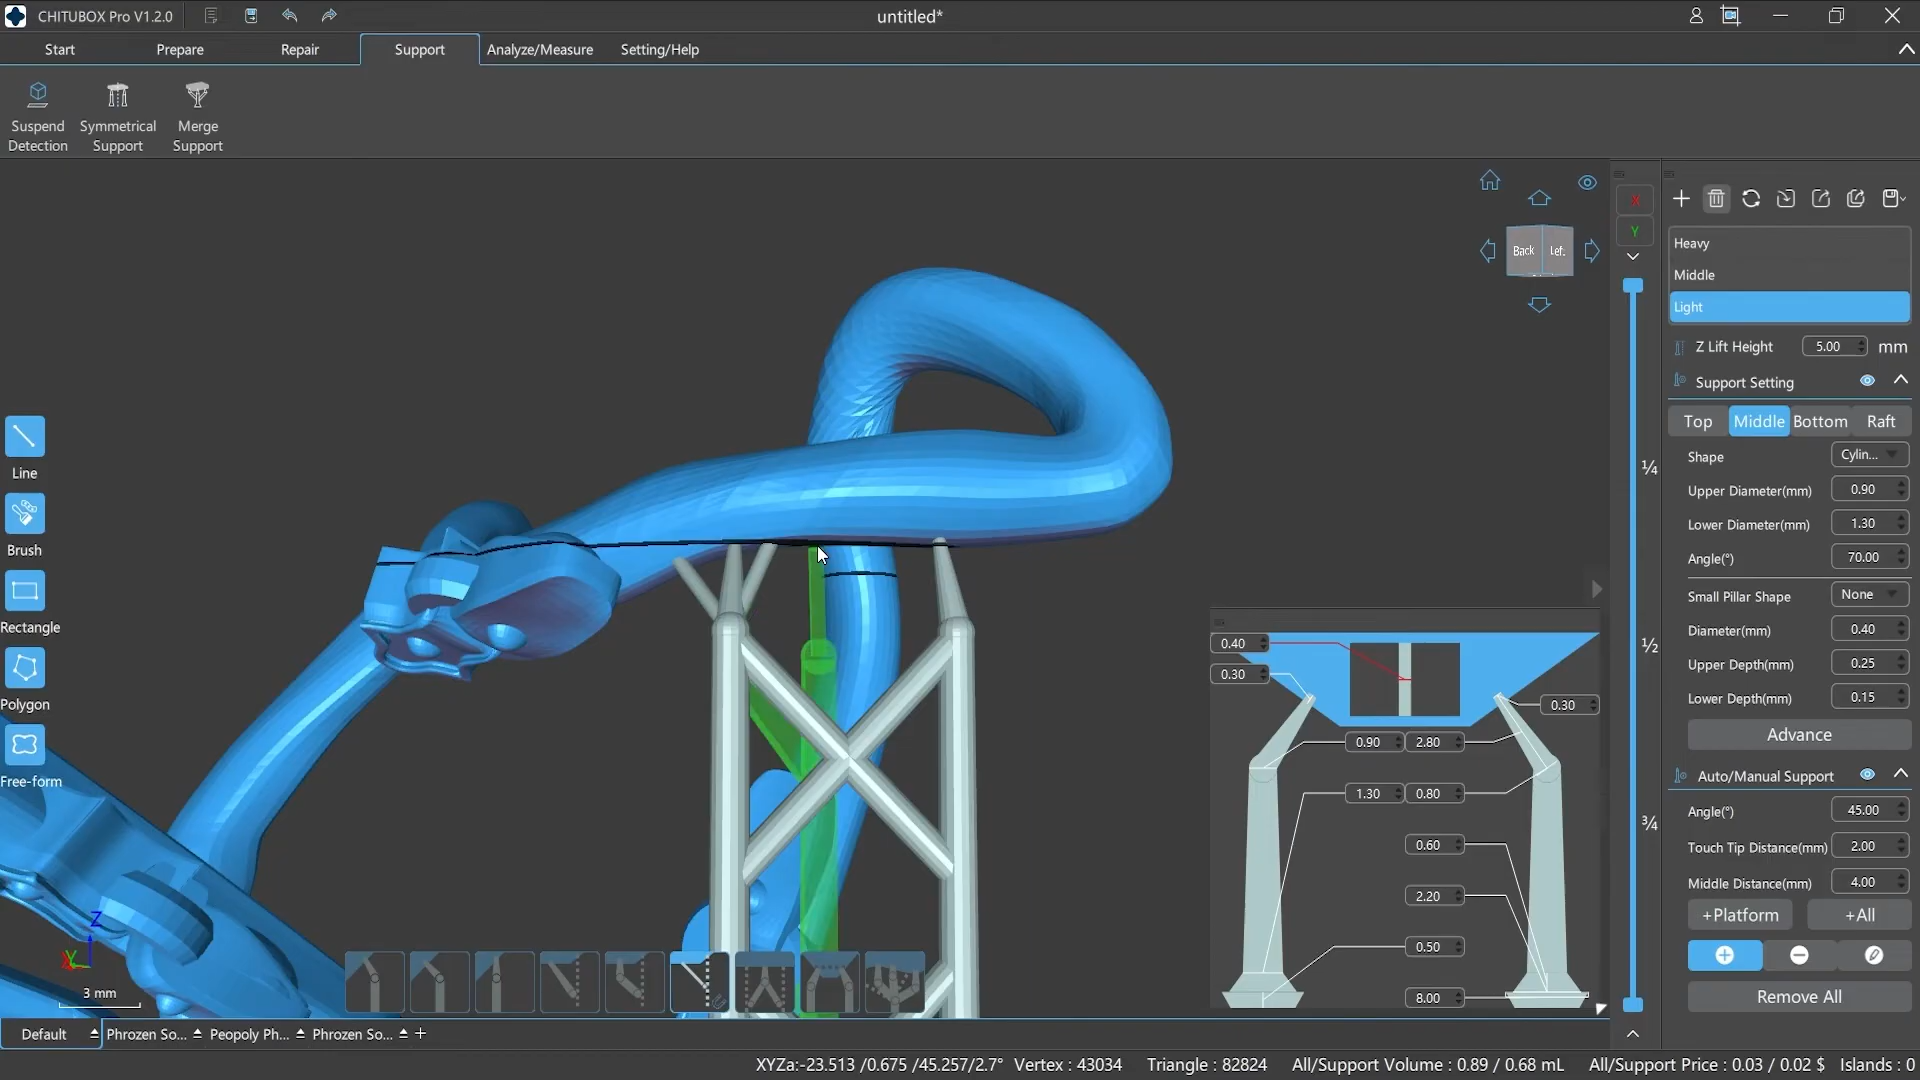 CHITUBOX Pro V1.2.0
untitled*
Start Prepare Repair Support Analyze/Measure Setting/Help
Suspend Detection
Symmetrical Support
Merge Support
Back Left
X
Y
Heavy
Middle
Light
Z Lift Height 5.00 mm
Support Setting
Top Middle Bottom Raft
Shape Cylin...
Upper Diameter(mm) 0.90
Lower Diameter(mm) 1.30
Angle(°) 70.00
Small Pillar Shape None
Diameter(mm) 0.40
Upper Depth(mm) 0.25
Lower Depth(mm) 0.15
Advance
Auto/Manual Support
Angle(°) 45.00
Touch Tip Distance(mm) 2.00
Middle Distance(mm) 4.00
+Platform +All
Remove All
1/4
1/2
3/4
Line
Brush
Rectangle
Polygon
Free-form
0.40
0.30
0.30
0.90 2.80
1.30 0.80
0.60
2.20
0.50
8.00
Z
Y
3 mm
Default Phrozen So... Peopoly Ph... Phrozen So... +
XYZa:-23.513 /0.675 /45.257/2.7° Vertex : 43034 Triangle : 82824 All/Support Volume : 0.89 / 0.68 mL All/Support Price : 0.03 / 0.02 $ Islands : 0